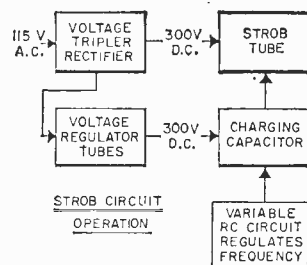 115 V
A.C.
VOLTAGE
TRIPLER
RECTIFIER
300V
D.C.
STROB
TUBE
VOLTAGE
REGULATOR
TUBES
300V
D.C.
CHARGING
CAPACITOR
STROB CIRCUIT
OPERATION
VARIABLE
RC CIRCUIT
REGULATES
FREQUENCY